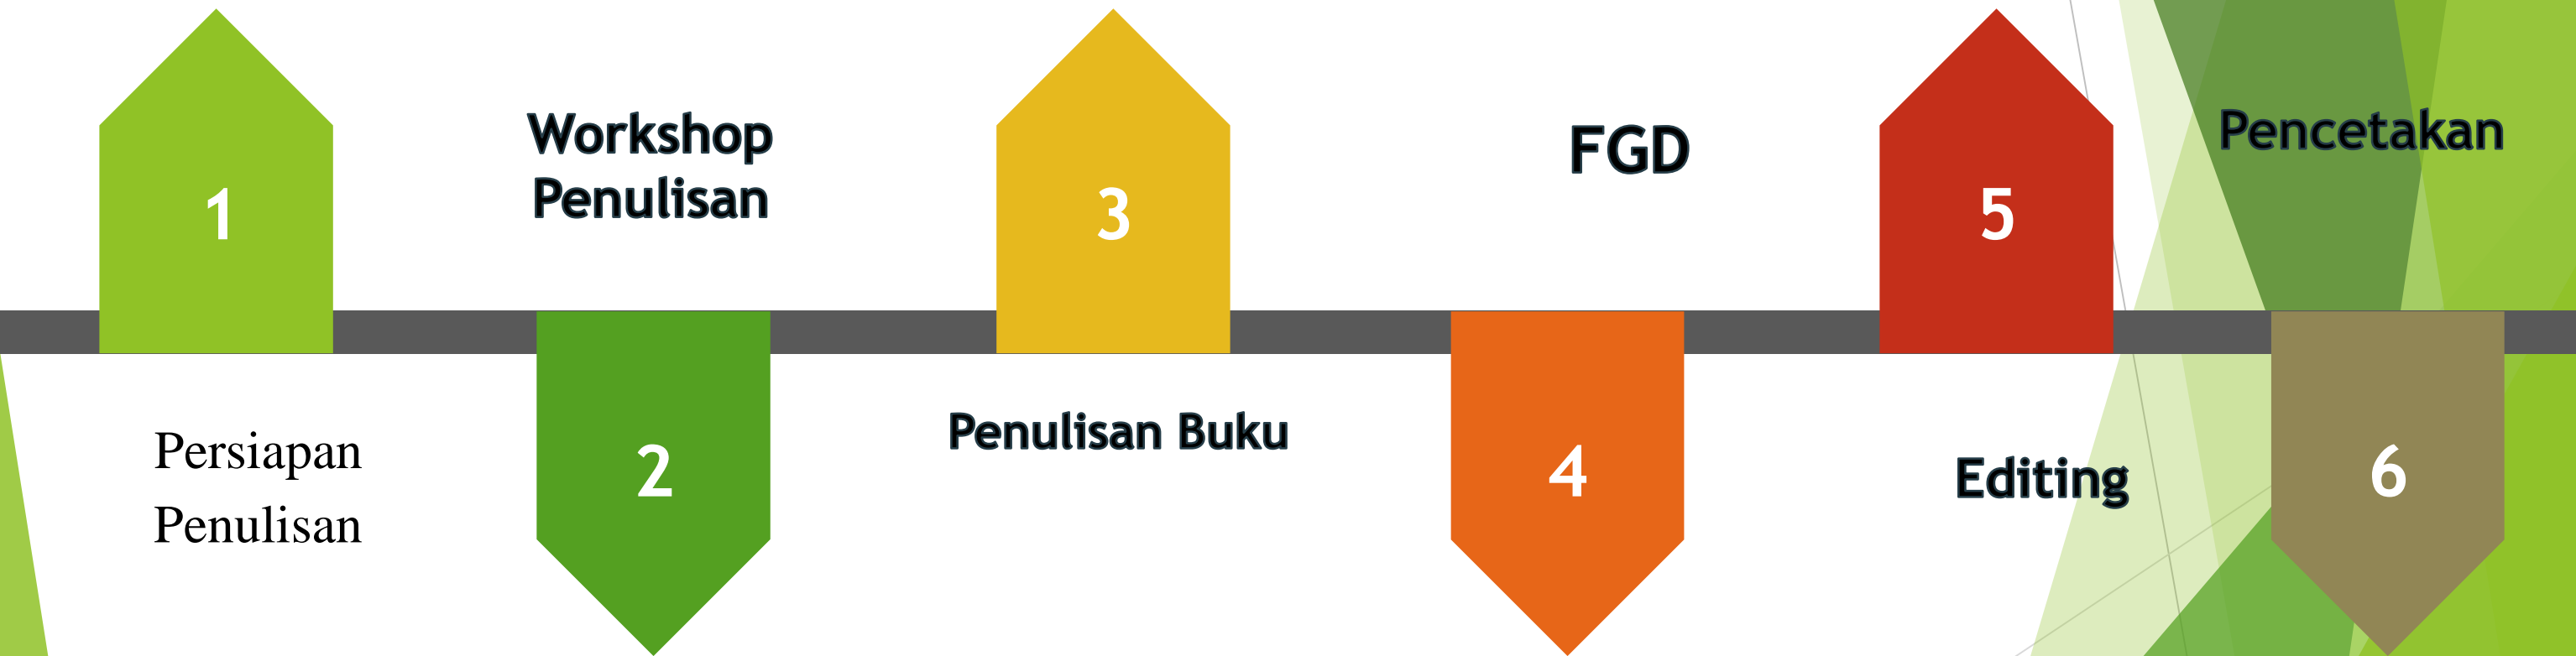 1
Persiapan
Penulisan
Workshop
Penulisan
2
3
Penulisan Buku
FGD
4
5
Editing
Pencetakan
6